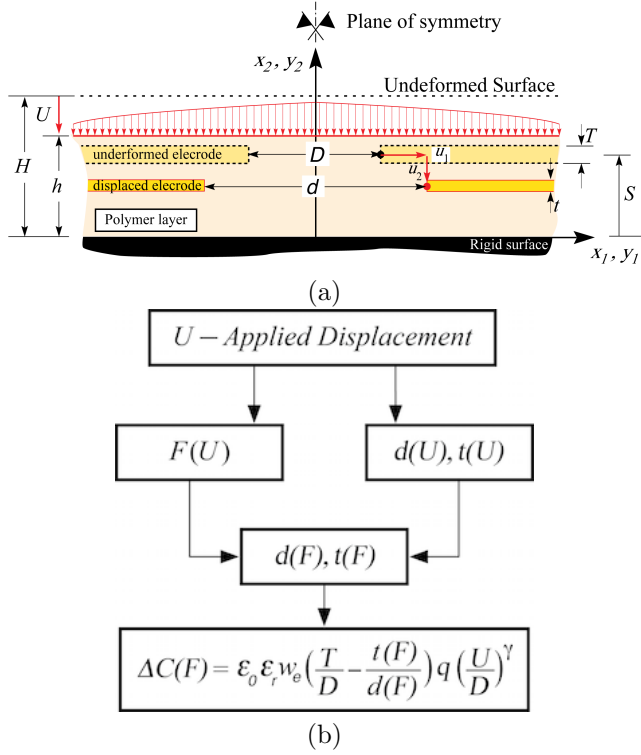 Plane of symmetry
x₂, y₂
Undeformed Surface
U
H
h
underformed elecrode
D
u₁
T
displaced elecrode
d
u₂
t
S
Polymer layer
Rigid surface
x₁, y₁
(a)
U – Applied Displacement
F(U)
d(U), t(U)
d(F), t(F)
ΔC(F) = ε₀ εᵣ wₑ (T/D − t(F)/d(F)) q (U/D)^γ
(b)